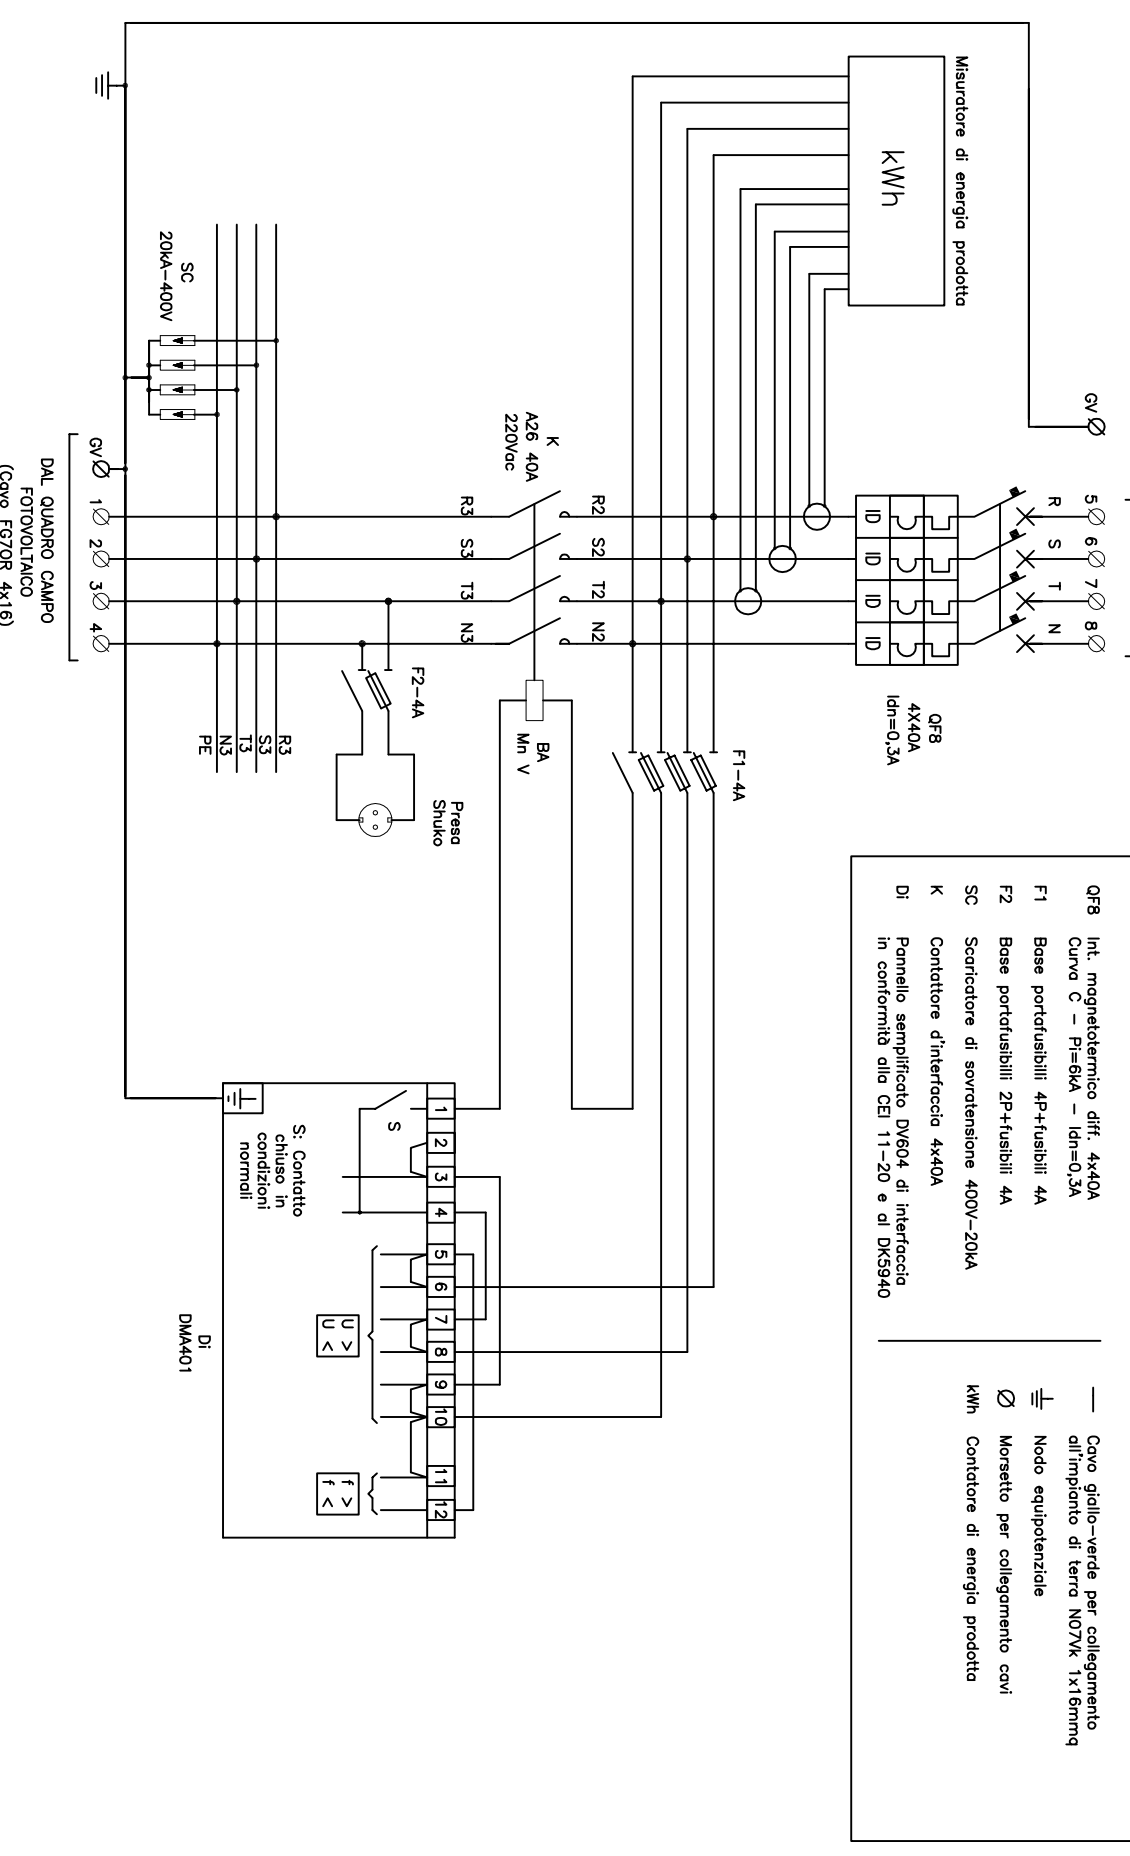 GV
5
6
7
8
R
S
T
N
Misuratore di energia prodotta
kWh
ID
ID
ID
ID
QF8
4X40A
Idn=0,3A
R2
S2
T2
N2
K
A26 40A
220Vac
R3
S3
T3
N3
BA
Mn V
F1-4A
F2-4A
Presa
Shuko
SC
20kA-400V
R3
S3
T3
N3
PE
GV
1
2
3
4
DAL QUADRO CAMPO
FOTOVOLTAICO
(Cavo FG7OR 4x16)
1
2
3
4
5
6
7
8
9
10
11
12
S
S: Contatto
chiuso in
condizioni
normali
U >
U <
f >
f <
Di
DMA401
QF8 Int. magnetotermico diff. 4x40A
Curva C - Pi=6kA - Idn=0,3A
F1 Base portafusibilli 4P+fusibili 4A
F2 Base portafusibilli 2P+fusibili 4A
SC Scaricatore di sovratensione 400V-20kA
K Contattore d'interfaccia 4x40A
Di Pannello semplificato DV604 di interfaccia
in conformità alla CEI 11-20 e al DK5940
Cavo giallo-verde per collegamento
all'impianto di terra N07Vk 1x16mmq
Nodo equipotenziale
Morsetto per collegamento cavi
kWh Contatore di energia prodotta